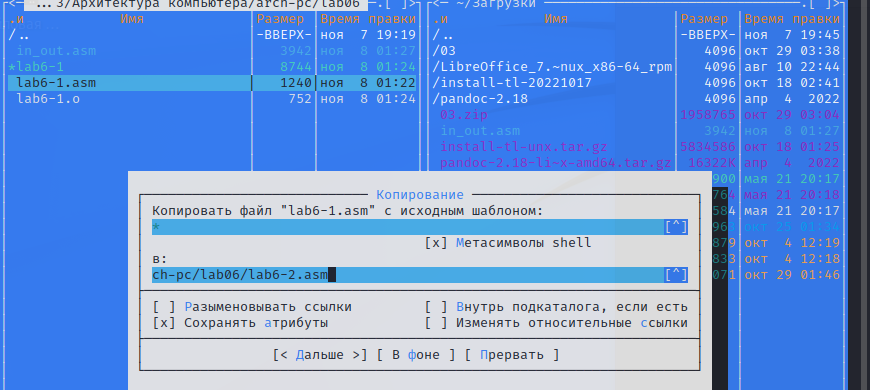 <— ...3/Архитектура компьютера/arch-pc/lab06 —.[ ]>
.и Имя Размер Время правки
/.. -ВВЕРХ- ноя 7 19:19
in_out.asm 3942 ноя 8 01:27
*lab6-1 8744 ноя 8 01:24
lab6-1.asm 1240 ноя 8 01:22
lab6-1.o 752 ноя 8 01:24
<— ~/Загрузки —.[ ]>
.и Имя Размер Время правки
/.. -ВВЕРХ- ноя 7 19:45
/03 4096 окт 29 03:38
/LibreOffice_7.~nux_x86-64_rpm 4096 авг 10 22:44
/install-tl-20221017 4096 окт 18 02:41
/pandoc-2.18 4096 апр 4 2022
03.zip 1958765 окт 29 03:04
in_out.asm 3942 ноя 8 01:27
install-tl-unx.tar.gz 5834586 окт 18 01:25
pandoc-2.18-li~x-amd64.tar.gz 16322K апр 4 2022
900 мая 21 20:17
764 мая 21 20:18
584 мая 21 20:17
963 окт 25 01:34
879 окт 4 12:19
833 окт 4 12:18
071 окт 29 01:46
Копирование
Копировать файл "lab6-1.asm" с исходным шаблоном:
* [^]
[x] Метасимволы shell
в:
ch-pc/lab06/lab6-2.asm [^]
[ ] Разыменовывать ссылки [ ] Внутрь подкаталога, если есть
[x] Сохранять атрибуты [ ] Изменять относительные ссылки
[< Дальше >] [ В фоне ] [ Прервать ]